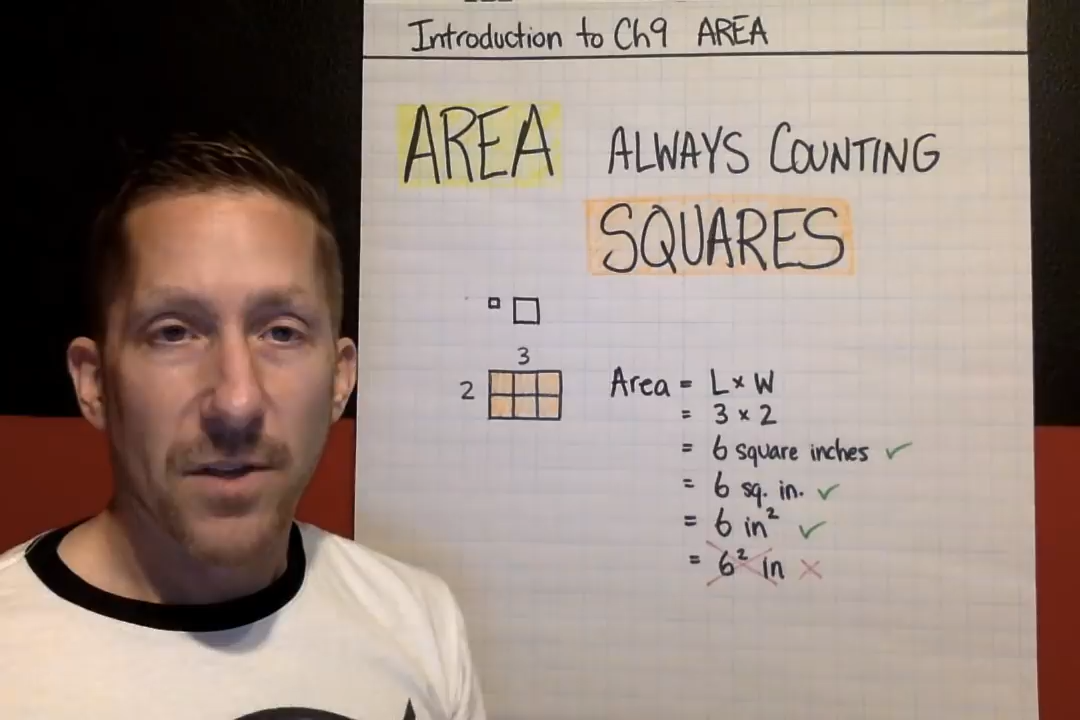 Introduction to Ch9 AREA
AREA ALWAYS COUNTING
SQUARES
3
2
Area = L × W
= 3 × 2
= 6 square inches ✓
= 6 sq. in. ✓
= 6 in² ✓
= 6² in ×